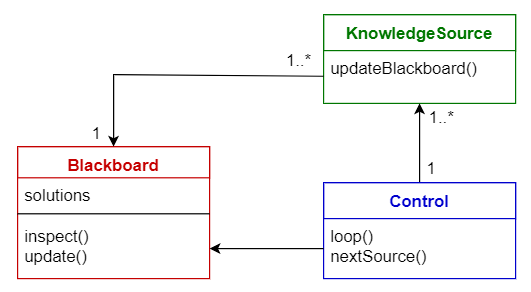 KnowledgeSource
updateBlackboard()
1..*
1
1..*
1
Blackboard
solutions
inspect()
update()
Control
loop()
nextSource()